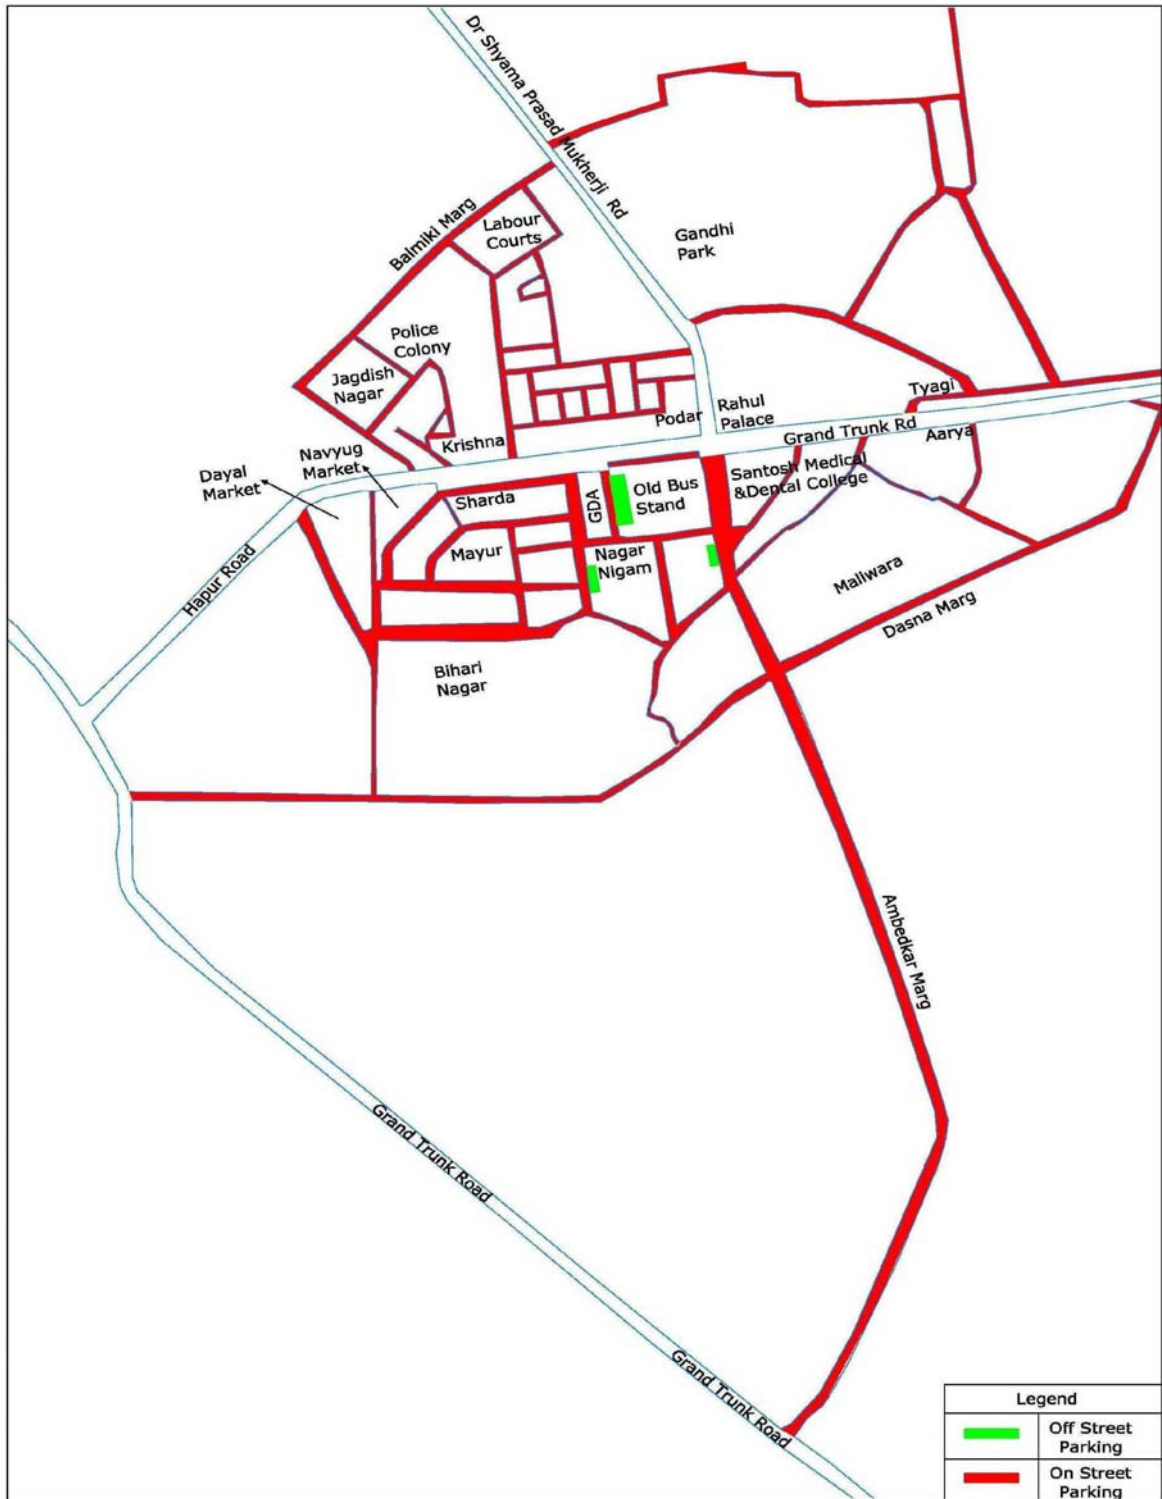 Dr Shyama Prasad Mukherji Rd
Balmiki Marg
Labour
Courts
Gandhi
Park
Police
Colony
Jagdish
Nagar
Tyagi
Rahul
Palace
Podar
Grand Trunk Rd
Aarya
Krishna
Navyug
Market
Dayal
Market
Santosh Medical
&Dental College
Sharda
GDA
Old Bus
Stand
Mayur
Nagar
Nigam
Maliwara
Hapur Road
Dasna Marg
Bihari
Nagar
Ambedkar Marg
Grand Trunk Road
Grand Trunk Road
Legend
Off Street
Parking
On Street
Parking